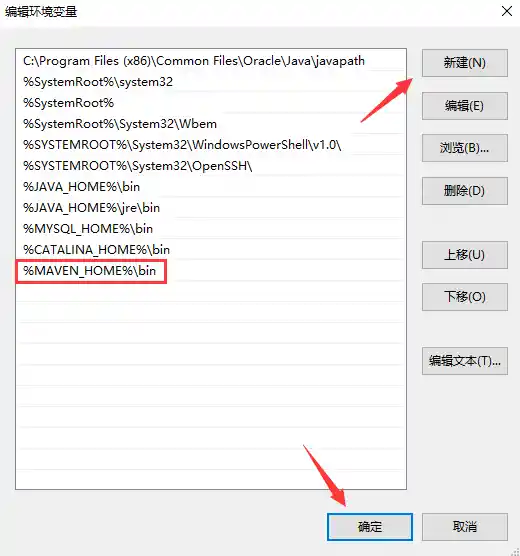 编辑环境变量
C:\Program Files (x86)\Common Files\Oracle\Java\javapath
%SystemRoot%\system32
%SystemRoot%
%SystemRoot%\System32\Wbem
%SYSTEMROOT%\System32\WindowsPowerShell\v1.0\
%SYSTEMROOT%\System32\OpenSSH\
%JAVA_HOME%\bin
%JAVA_HOME%\jre\bin
%MYSQL_HOME%\bin
%CATALINA_HOME%\bin
%MAVEN_HOME%\bin
新建(N)
编辑(E)
浏览(B)...
删除(D)
上移(U)
下移(O)
编辑文本(T)...
确定
取消